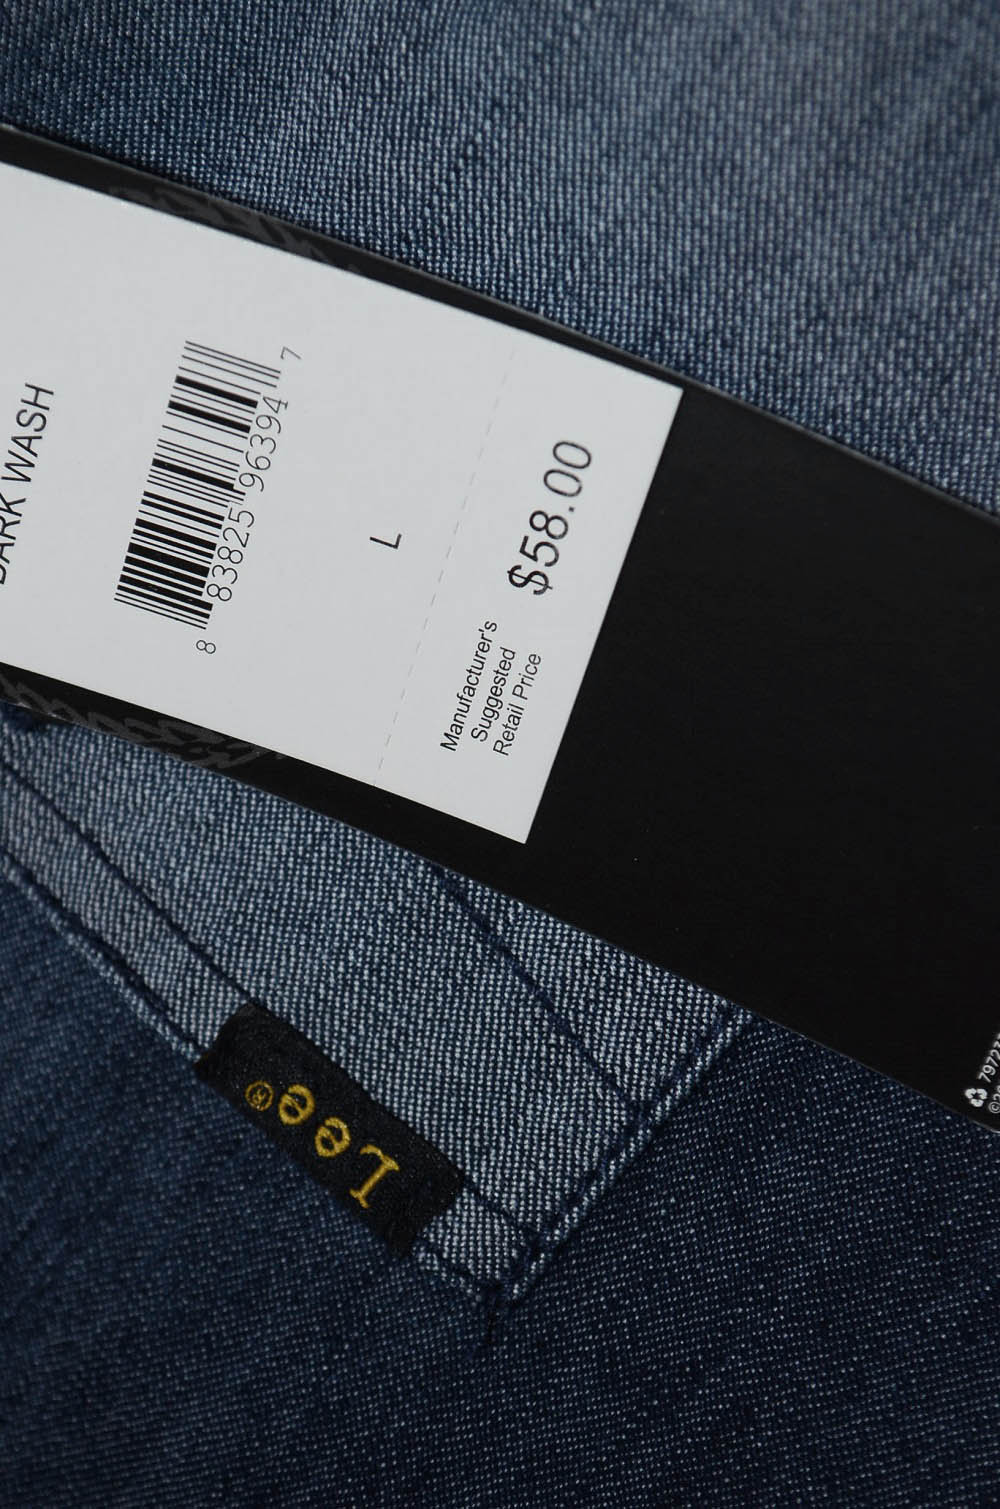 DARK WASH
8 83825 96394 7
L
Manufacturer's
Suggested
Retail Price
$58.00
Lee®